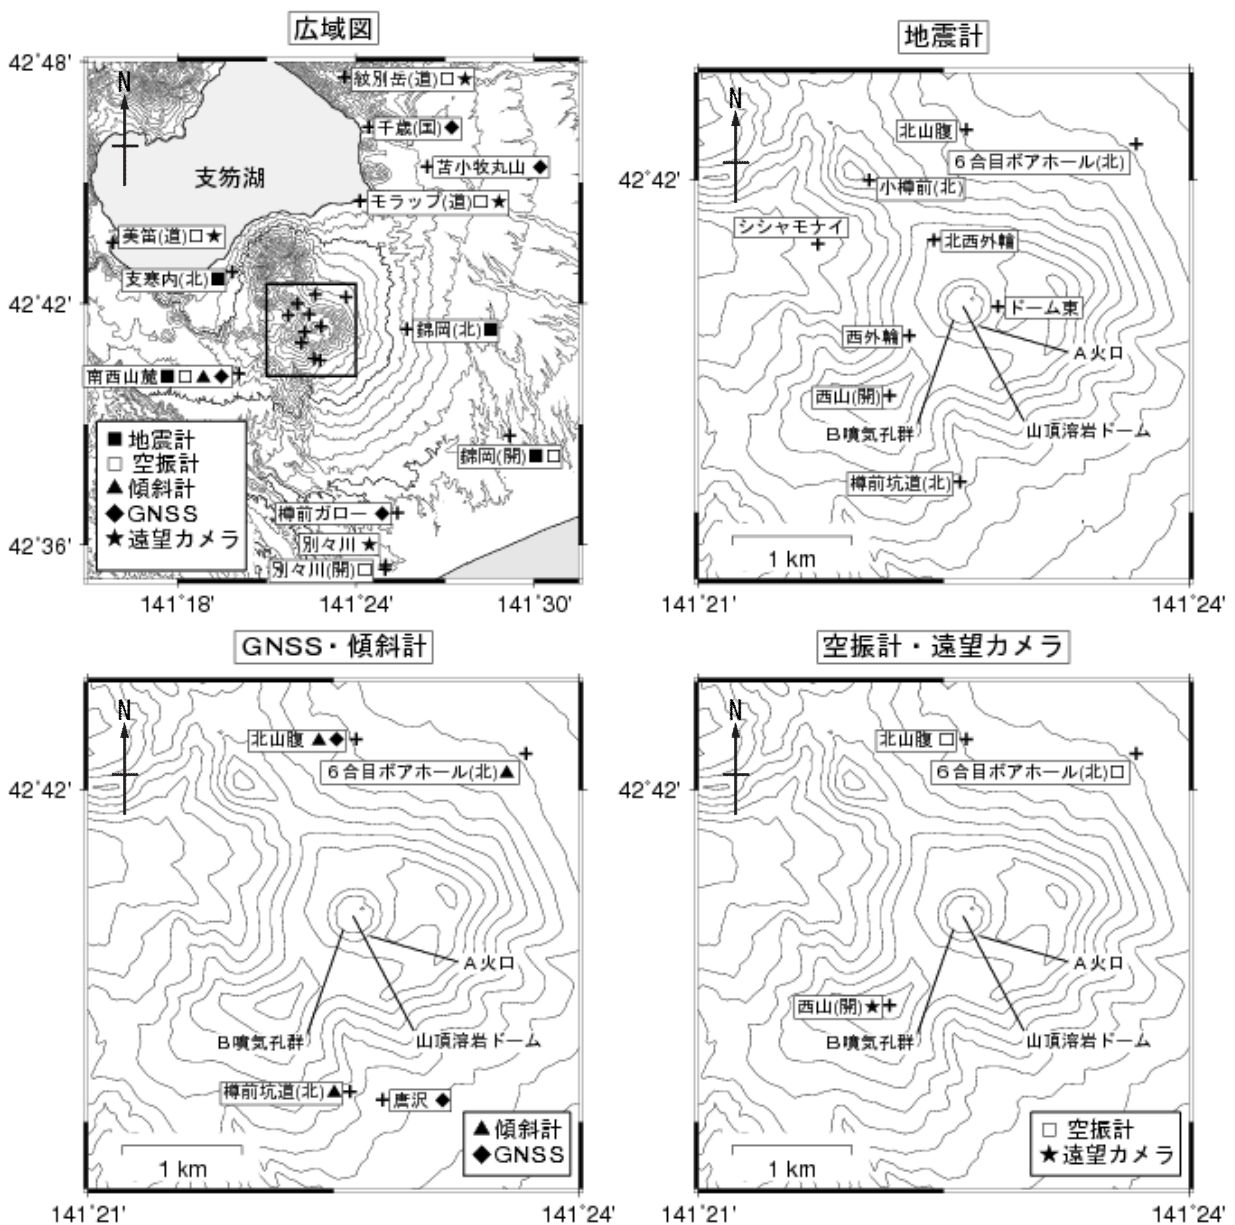 広域図
42°48'
42°42'
42°36'
141°18'
141°24'
141°30'
N
支笏湖
紋別岳(道)□★
千歳(国)◆
苫小牧丸山 ◆
モラップ(道)□★
美笛(道)□★
支寒内(北)■
錦岡(北)■
南西山麓■□▲◆
錦岡(開)■□
樽前ガロー ◆
別々川 ★
別々川(開)□
■地震計
□ 空振計
▲傾斜計
◆GNSS
★遠望カメラ
地震計
N
42°42'
141°21'
141°24'
北山腹
6合目ボアホール(北)
小樽前(北)
シシャモナイ
北西外輪
ドーム東
西外輪
A火口
西山(開)
B噴気孔群
山頂溶岩ドーム
樽前坑道(北)
1 km
GNSS・傾斜計
N
42°42'
141°21'
141°24'
北山腹 ▲◆
6合目ボアホール(北)▲
A火口
B噴気孔群
山頂溶岩ドーム
樽前坑道(北)▲
唐沢 ◆
1 km
▲傾斜計
◆GNSS
空振計・遠望カメラ
N
42°42'
141°21'
141°24'
北山腹 □
6合目ボアホール(北)□
A火口
西山(開)★
B噴気孔群
山頂溶岩ドーム
1 km
□ 空振計
★遠望カメラ